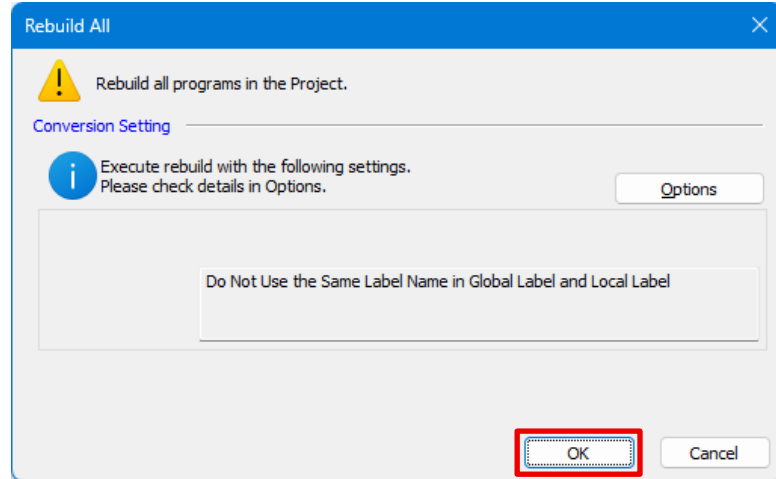 Rebuild All
Rebuild all programs in the Project.
Conversion Setting
Execute rebuild with the following settings.
Please check details in Options.
Options
Do Not Use the Same Label Name in Global Label and Local Label
OK
Cancel